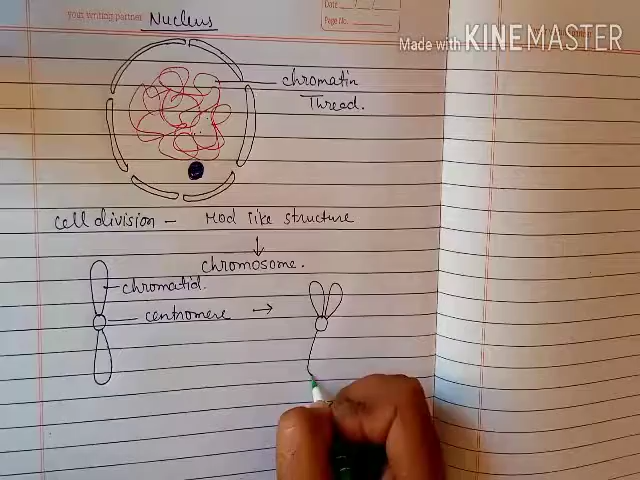 your writing partner
Nucleus
Date / /
Page No.
Made with KINEMASTER
chromatin
Thread.
cell division – Rod like structure
↓
chromosome.
chromatid.
centromere →